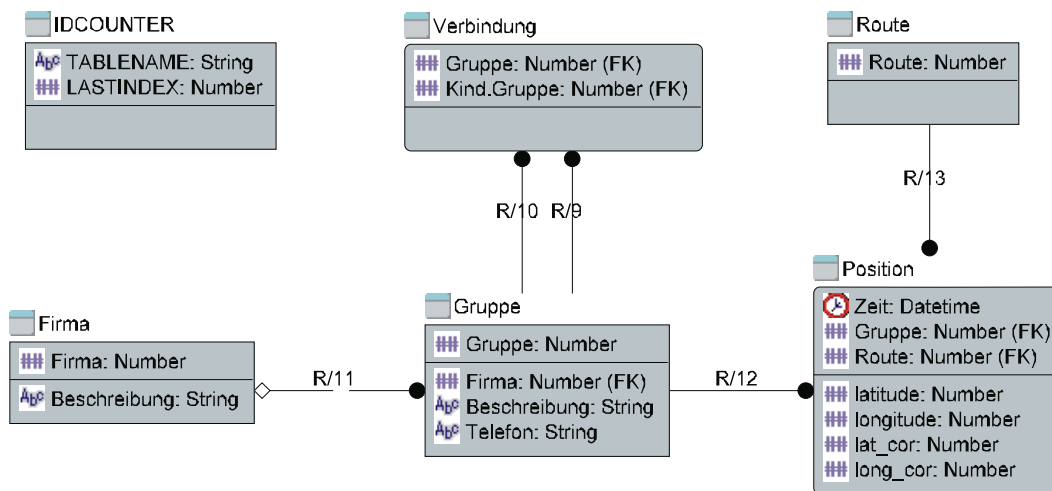 IDCOUNTER
TABLENAME: String
LASTINDEX: Number
Verbindung
Gruppe: Number (FK)
Kind.Gruppe: Number (FK)
Route
Route: Number
R/10
R/9
R/13
Firma
Firma: Number
Beschreibung: String
R/11
Gruppe
Gruppe: Number
Firma: Number (FK)
Beschreibung: String
Telefon: String
R/12
Position
Zeit: Datetime
Gruppe: Number (FK)
Route: Number (FK)
latitude: Number
longitude: Number
lat_cor: Number
long_cor: Number